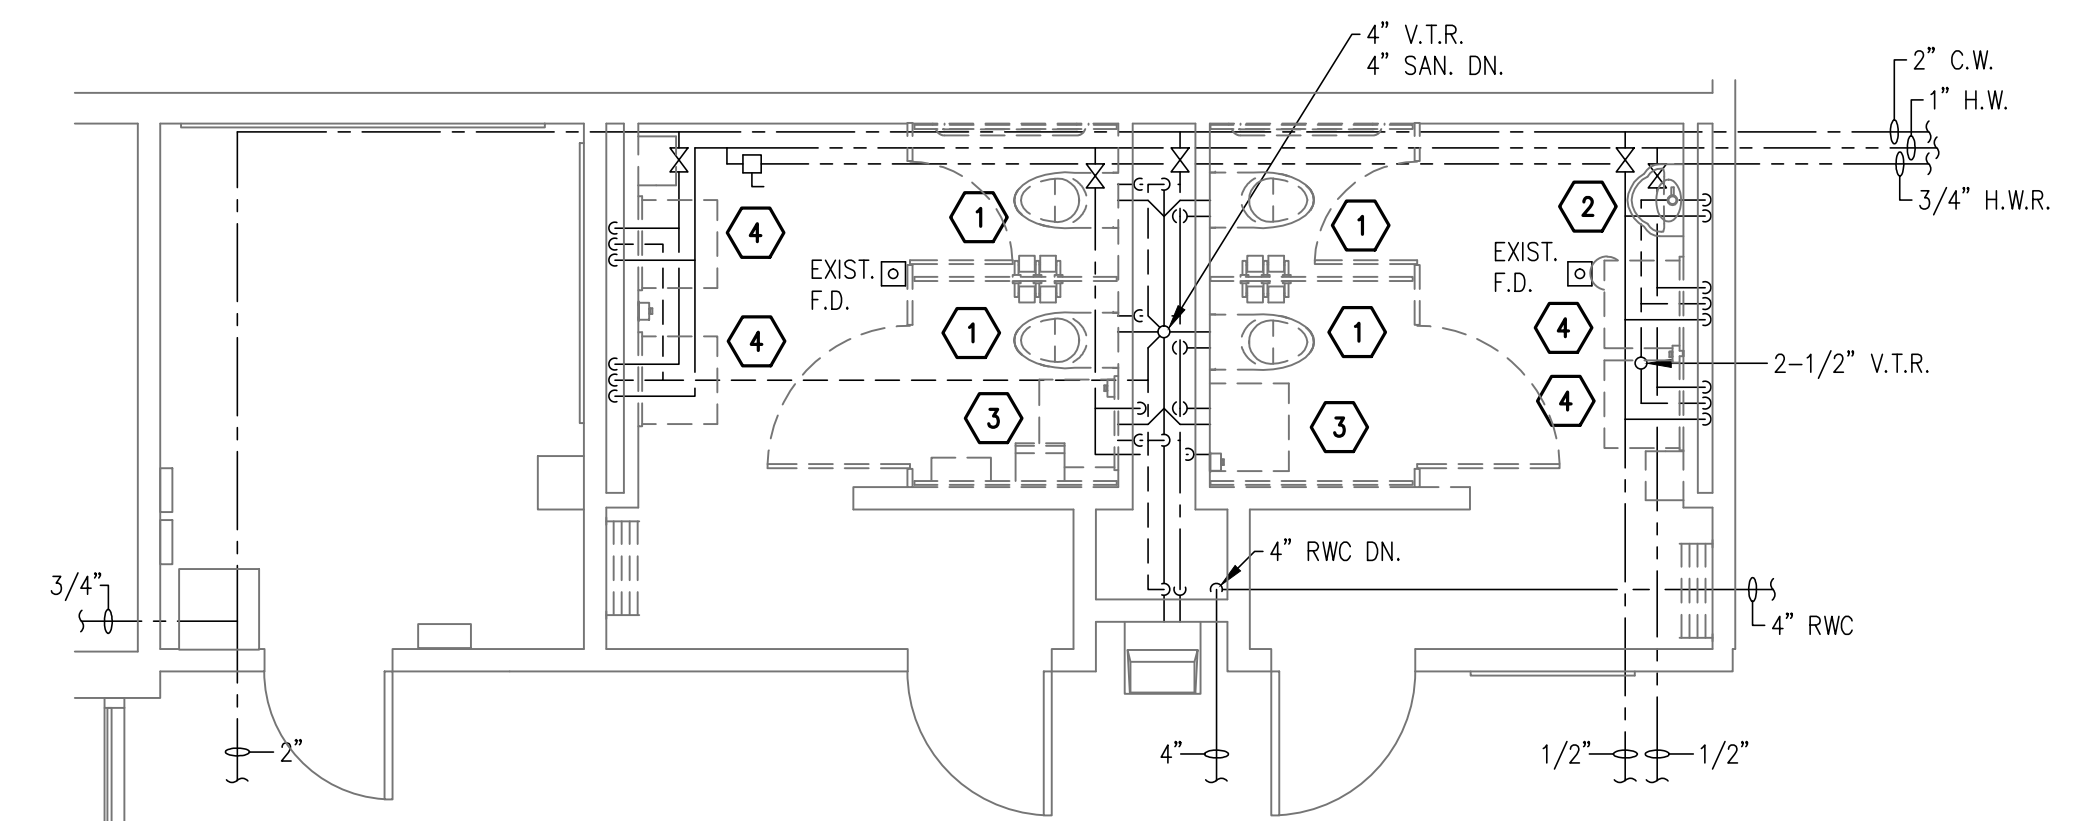 4” V.T.R.
4” SAN. DN.
2” C.W.
1” H.W.
3/4” H.W.R.
1
1
2
4
EXIST.
F.D.
EXIST.
F.D.
4
1
1
4
2-1/2” V.T.R.
4
3
3
4” RWC DN.
3/4”
4” RWC
2”
4”
1/2”
1/2”